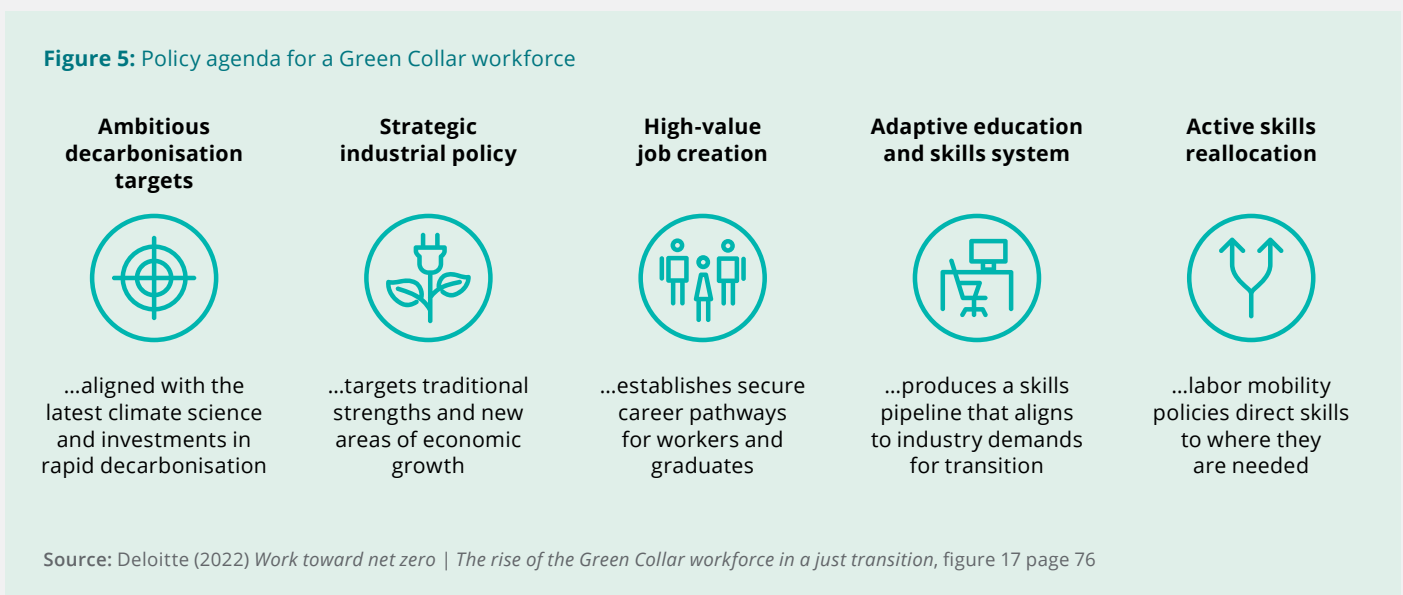 Figure 5: Policy agenda for a Green Collar workforce
Ambitious
decarbonisation
targets
...aligned with the
latest climate science
and investments in
rapid decarbonisation
Strategic
industrial policy
...targets traditional
strengths and new
areas of economic
growth
High-value
job creation
...establishes secure
career pathways
for workers and
graduates
Adaptive education
and skills system
...produces a skills
pipeline that aligns
to industry demands
for transition
Active skills
reallocation
...labor mobility
policies direct skills
to where they
are needed
Source: Deloitte (2022) Work toward net zero | The rise of the Green Collar workforce in a just transition, figure 17 page 76